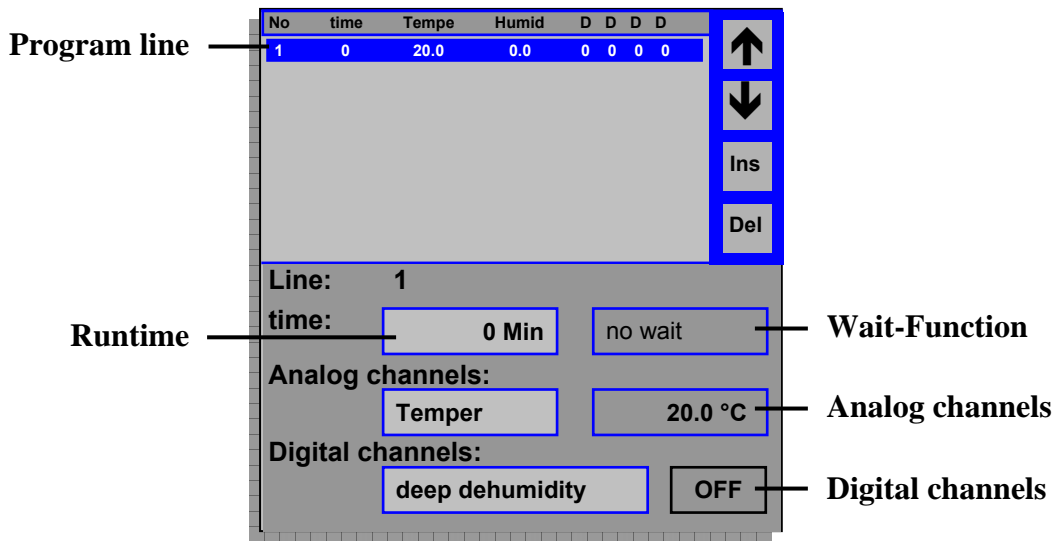 No time Tempe Humid D D D D
Program line
1 0 20.0 0.0 0 0 0 0
Ins
Del
Line: 1
time:
Runtime
0 Min
no wait
Wait-Function
Analog channels:
Temper
20.0 °C
Analog channels
Digital channels:
deep dehumidity
OFF
Digital channels